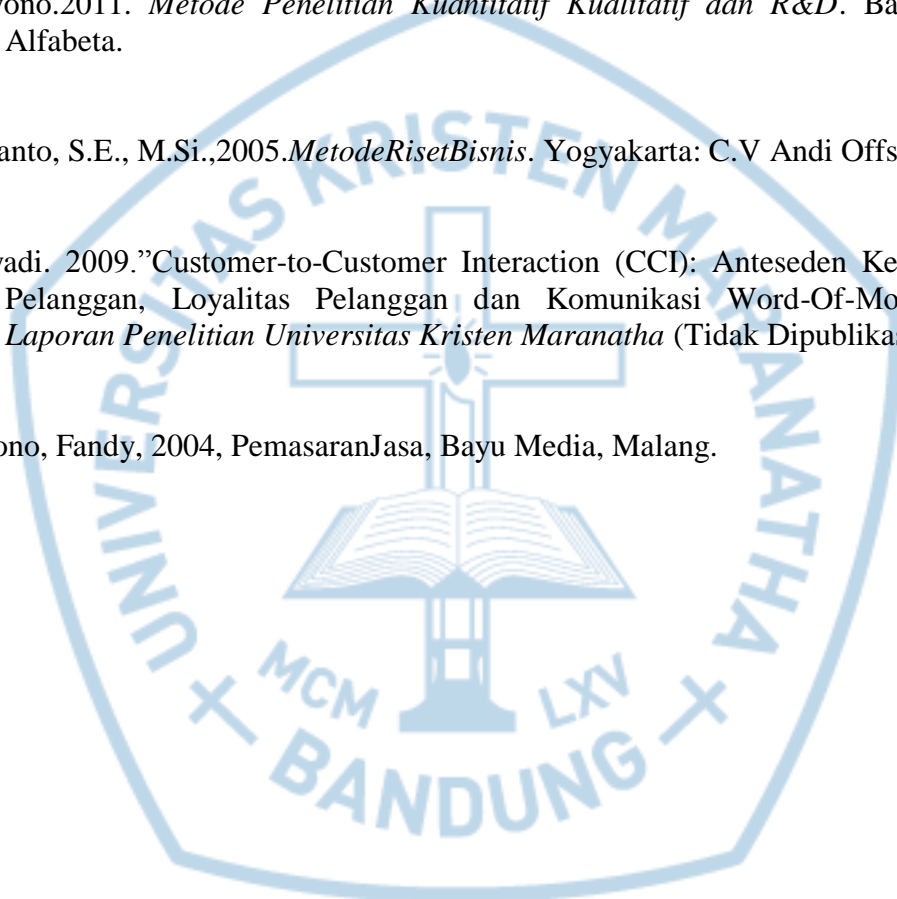 yono.2011. Metode Penelitian Kuantitatif Kualitatif dan R&D. Ba
Alfabeta.
anto, S.E., M.Si.,2005.MetodeRisetBisnis. Yogyakarta: C.V Andi Offs
adi. 2009.”Customer-to-Customer Interaction (CCI): Anteseden Ke
Pelanggan, Loyalitas Pelanggan dan Komunikasi Word-Of-Mo
Laporan Penelitian Universitas Kristen Maranatha (Tidak Dipublikas
ono, Fandy, 2004, PemasaranJasa, Bayu Media, Malang.
UNIVERSITAS KRISTEN MARANATHA
MCM LXV
BANDUNG